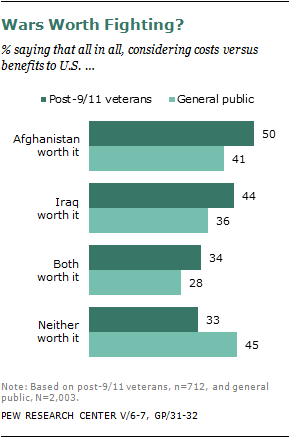 Wars Worth Fighting?
% saying that all in all, considering costs versus
benefits to U.S. ...
Post-9/11 veterans General public
Afghanistan
worth it
50
41
Iraq
worth it
44
36
Both
worth it
34
28
Neither
worth it
33
45
Note: Based on post-9/11 veterans, n=712, and general
public, N=2,003.
PEW RESEARCH CENTER V/6-7, GP/31-32